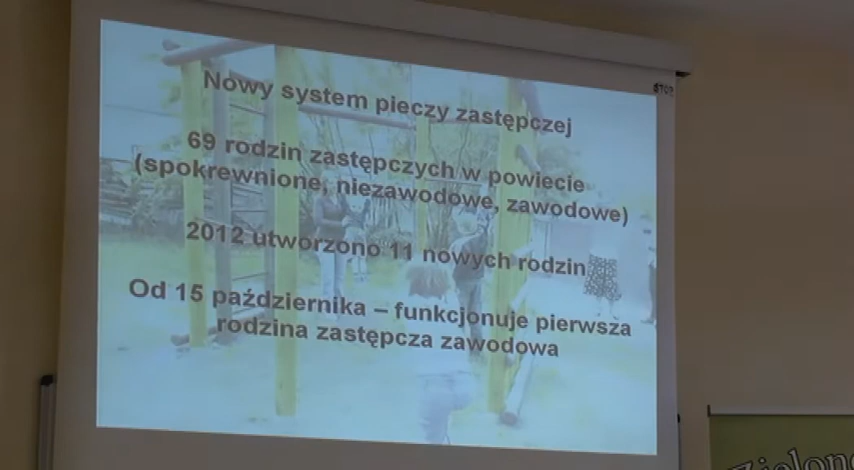 Nowy system pieczy zastępczej
69 rodzin zastępczych w powiecie
(spokrewnione, niezawodowe, zawodowe)
2012 utworzono 11 nowych rodzin
Od 15 października – funkcjonuje pierwsza
rodzina zastępcza zawodowa